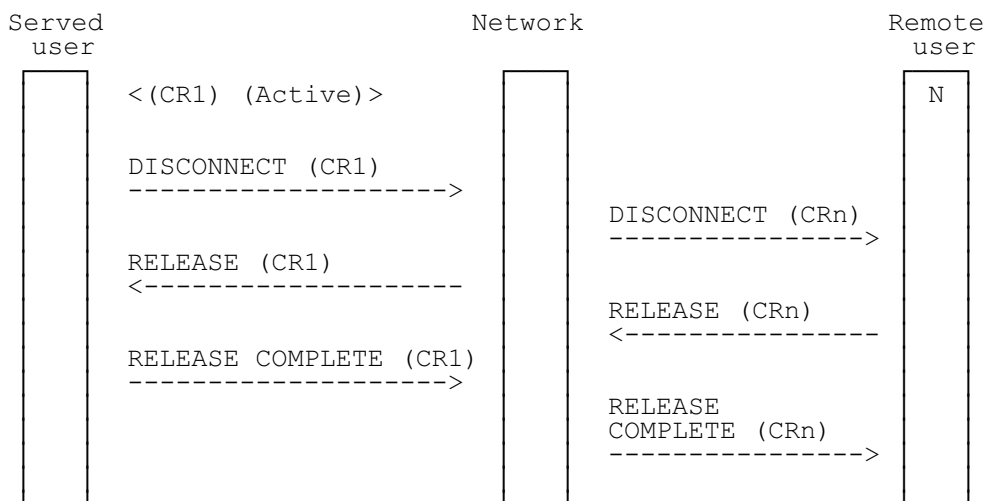 Served Network Remote
user user
<(CR1) (Active)> N
DISCONNECT (CR1)
-------------------->
DISCONNECT (CRn)
---------------->
RELEASE (CR1)
<--------------------
RELEASE (CRn)
<----------------
RELEASE COMPLETE (CR1)
-------------------->
RELEASE
COMPLETE (CRn)
---------------->